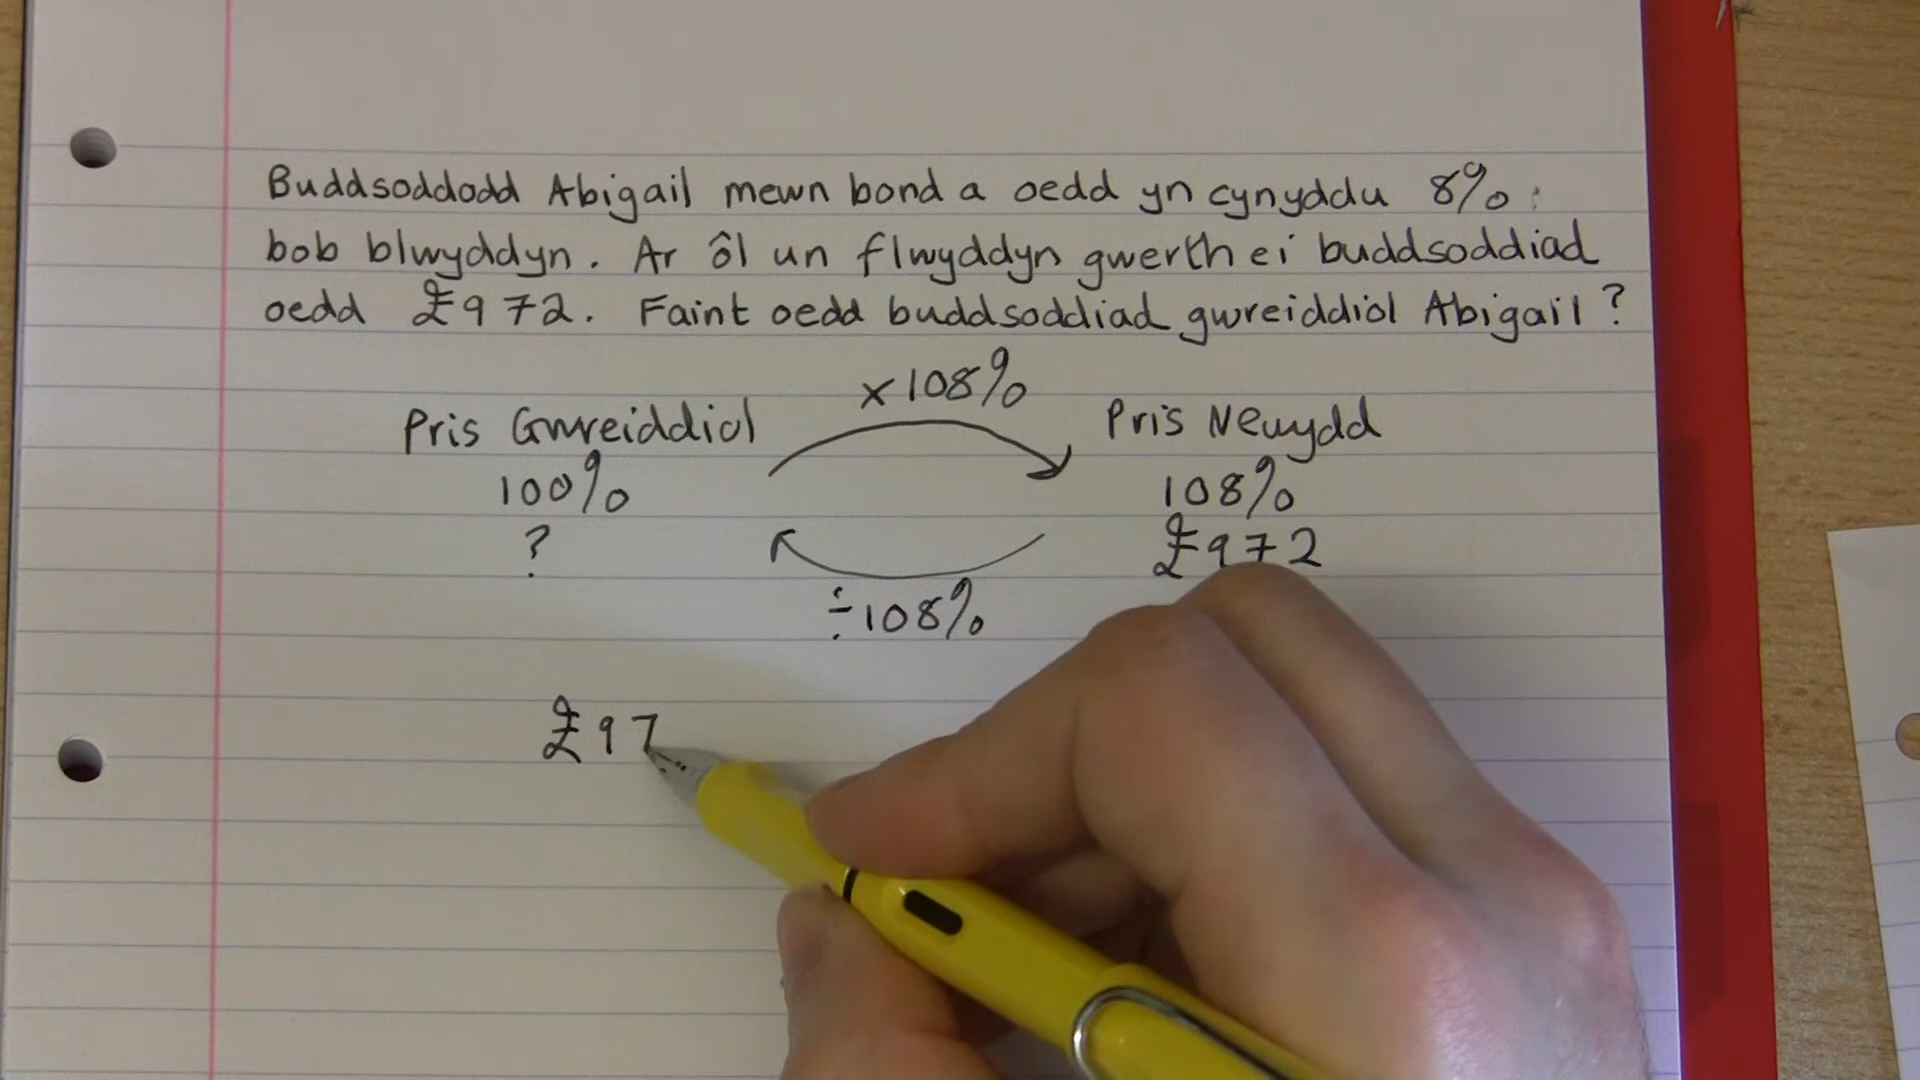 Buddsoddodd Abigail mewn bond a oedd yn cynyddu 8%
bob blwyddyn. Ar ôl un flwyddyn gwerth ei buddsoddiad
oedd £972. Faint oedd buddsoddiad gwreiddiol Abigail?
×108%
Pris Gwreiddiol Pris Newydd
100% 108%
? £972
÷108%
£97